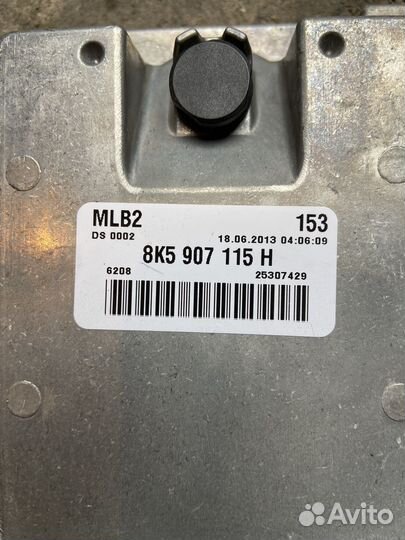 MLB2 153
DS 0002 18.06.2013 04:06:09
8K5 907 115 H
6208 25307429
Avito